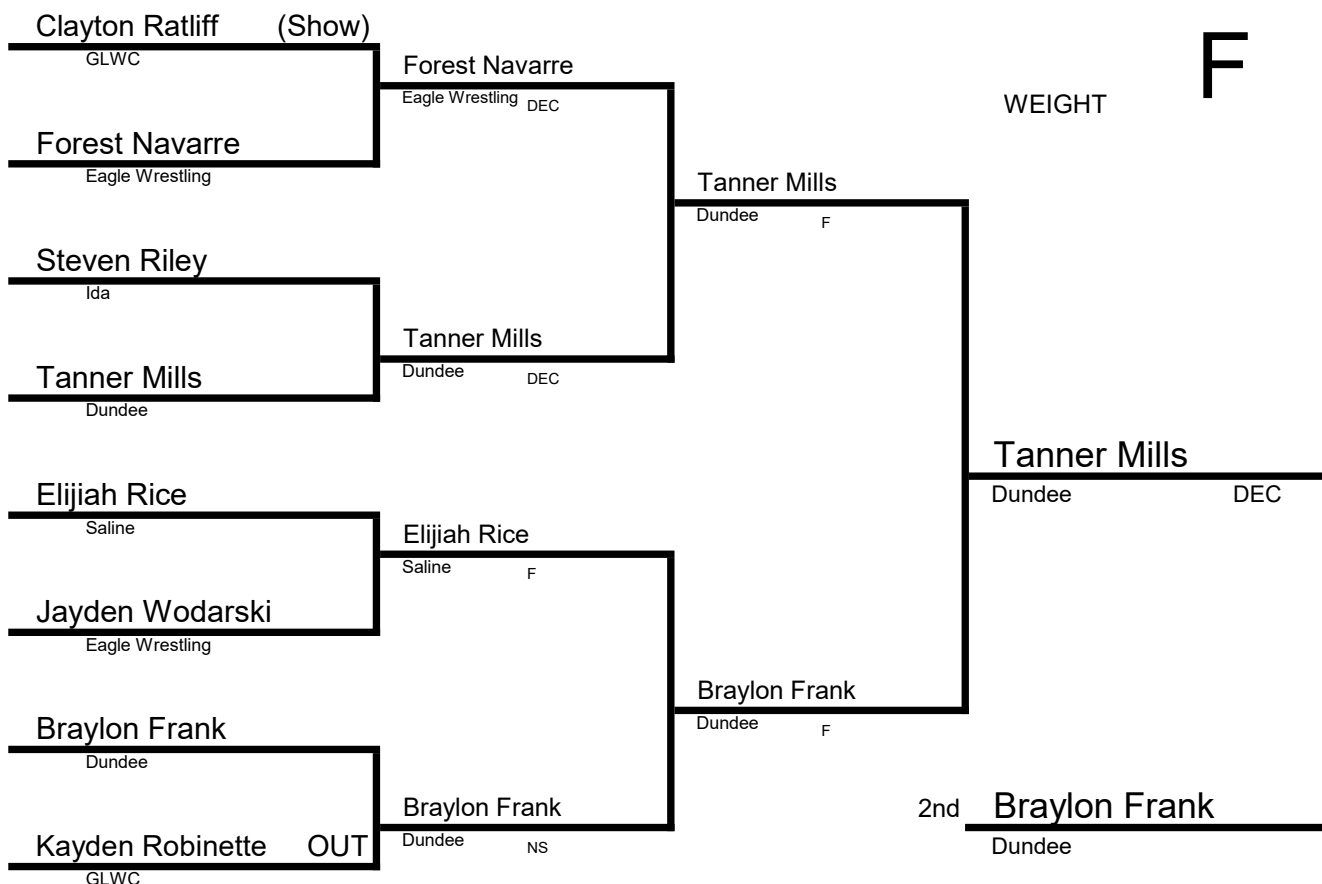 Clayton Ratliff (Show)
GLWC
Forest Navarre
Eagle Wrestling DEC
F
WEIGHT
Forest Navarre
Eagle Wrestling
Tanner Mills
Dundee F
Steven Riley
Ida
Tanner Mills
Dundee DEC
Tanner Mills
Dundee
Tanner Mills
Dundee DEC
Elijiah Rice
Saline
Elijiah Rice
Saline F
Jayden Wodarski
Eagle Wrestling
Braylon Frank
Dundee F
Braylon Frank
Dundee
Braylon Frank
Dundee NS
2nd Braylon Frank
Dundee
Kayden Robinette OUT
GLWC